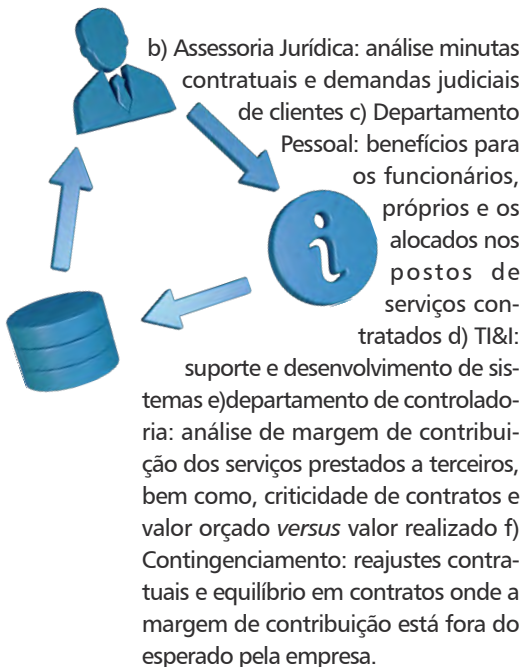 b) Assessoria Jurídica: análise minutas
contratuais e demandas judiciais
de clientes c) Departamento
Pessoal: benefícios para
os funcionários,
próprios e os
alocados nos
postos de
serviços con-
tratados d) TI&I:
suporte e desenvolvimento de sis-
temas e)departamento de controlado-
ria: análise de margem de contribui-
ção dos serviços prestados a terceiros,
bem como, criticidade de contratos e
valor orçado versus valor realizado f)
Contingenciamento: reajustes contra-
tuais e equilíbrio em contratos onde a
margem de contribuição está fora do
esperado pela empresa.